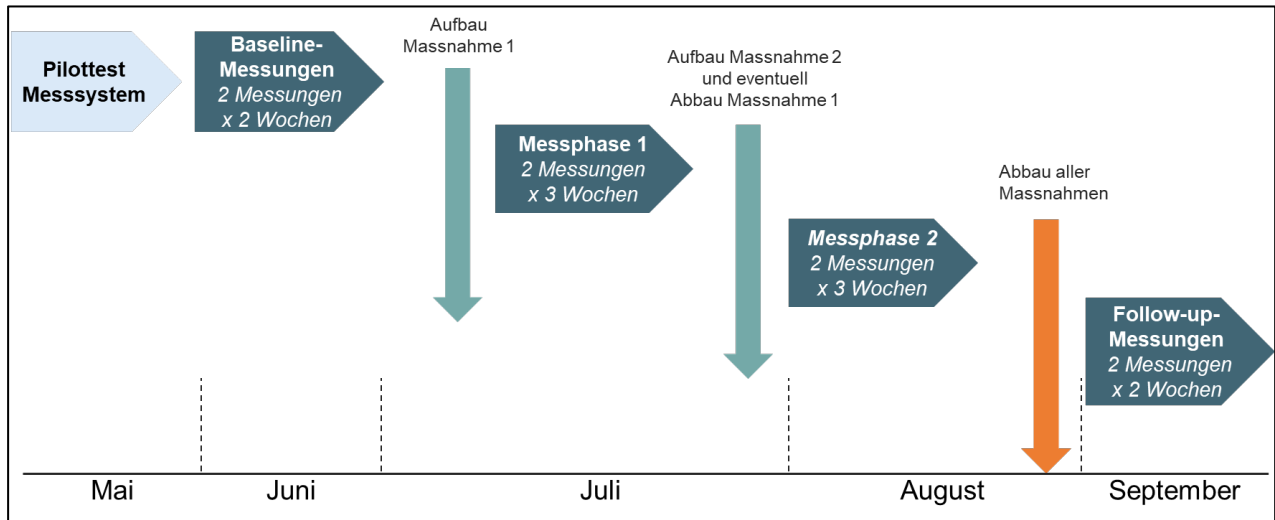 Pilottest
Messsystem
Baseline-
Messungen
2 Messungen
x 2 Wochen
Aufbau
Massnahme 1
Messphase 1
2 Messungen
x 3 Wochen
Aufbau Massnahme 2
und eventuell
Abbau Massnahme 1
Messphase 2
2 Messungen
x 3 Wochen
Abbau aller
Massnahmen
Follow-up-
Messungen
2 Messungen
x 2 Wochen
Mai Juni Juli August September